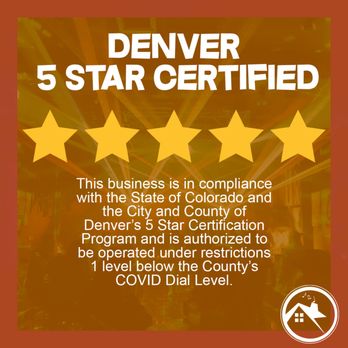 DENVER
5 STAR CERTIFIED
This business is in compliance
with the State of Colorado and
the City and County of
Denver's 5 Star Certification
Program and is authorized to
be operated under restrictions
1 level below the County's
COVID Dial Level.